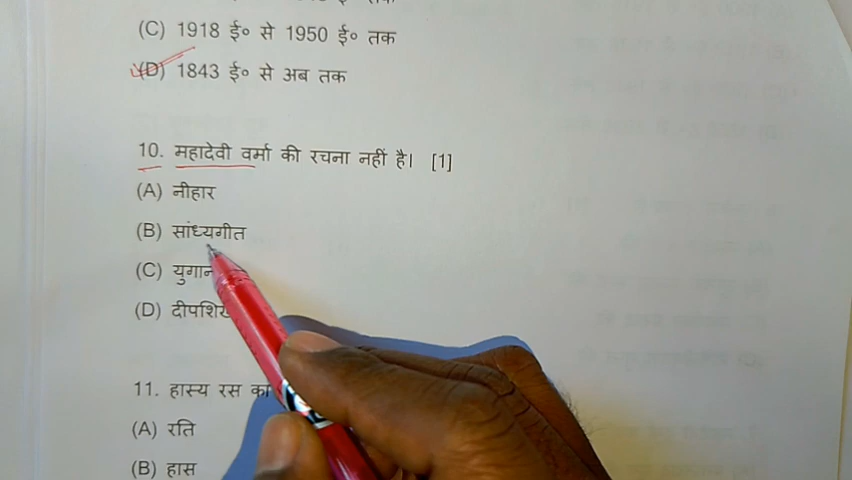 (C) 1918 ई० से 1950 ई० तक
(D) 1843 ई० से अब तक
10. महादेवी वर्मा की रचना नहीं है। [1]
(A) नीहार
(B) सांध्यगीत
(C)
(D)
11. हास्य रस का
(A) रति
(B) हास